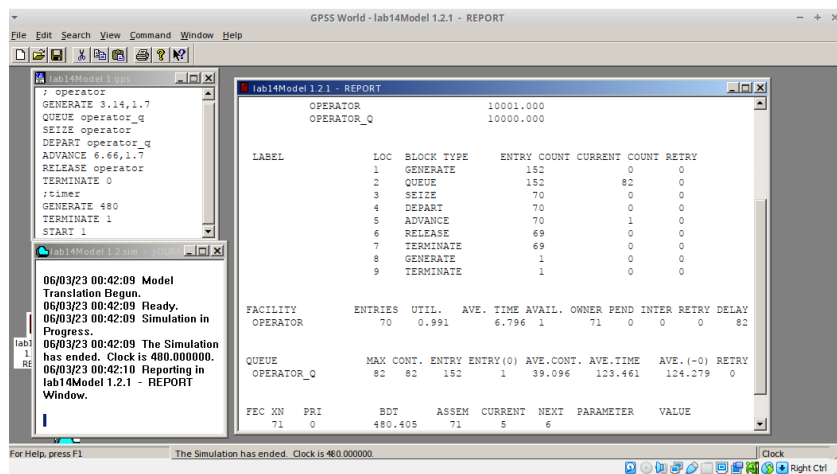 GPSS World - lab14Model 1.2.1 - REPORT
File Edit Search View Command Window Help
lab14Model 1.gps
; operator
GENERATE 3.14,1.7
QUEUE operator_q
SEIZE operator
DEPART operator_q
ADVANCE 6.66,1.7
RELEASE operator
TERMINATE 0
;timer
GENERATE 480
TERMINATE 1
START 1
lab14Model 1.2.sim -
06/03/23 00:42:09 Model
Translation Begun.
06/03/23 00:42:09 Ready.
06/03/23 00:42:09 Simulation in
Progress.
06/03/23 00:42:09 The Simulation
has ended. Clock is 480.000000.
06/03/23 00:42:10 Reporting in
lab14Model 1.2.1 - REPORT
Window.
lab14Model 1.2.1 - REPORT
OPERATOR 10001.000
OPERATOR_Q 10000.000
LABEL LOC BLOCK TYPE ENTRY COUNT CURRENT COUNT RETRY
1 GENERATE 152 0 0
2 QUEUE 152 82 0
3 SEIZE 70 0 0
4 DEPART 70 0 0
5 ADVANCE 70 1 0
6 RELEASE 69 0 0
7 TERMINATE 69 0 0
8 GENERATE 1 0 0
9 TERMINATE 1 0 0
FACILITY ENTRIES UTIL. AVE. TIME AVAIL. OWNER PEND INTER RETRY DELAY
OPERATOR 70 0.991 6.796 1 71 0 0 0 82
QUEUE MAX CONT. ENTRY ENTRY(0) AVE.CONT. AVE.TIME AVE.(-0) RETRY
OPERATOR_Q 82 82 152 1 39.096 123.461 124.279 0
FEC XN PRI BDT ASSEM CURRENT NEXT PARAMETER VALUE
71 0 480.405 71 5 6
For Help, press F1 The Simulation has ended. Clock is 480.000000. Clock
Right Ctrl